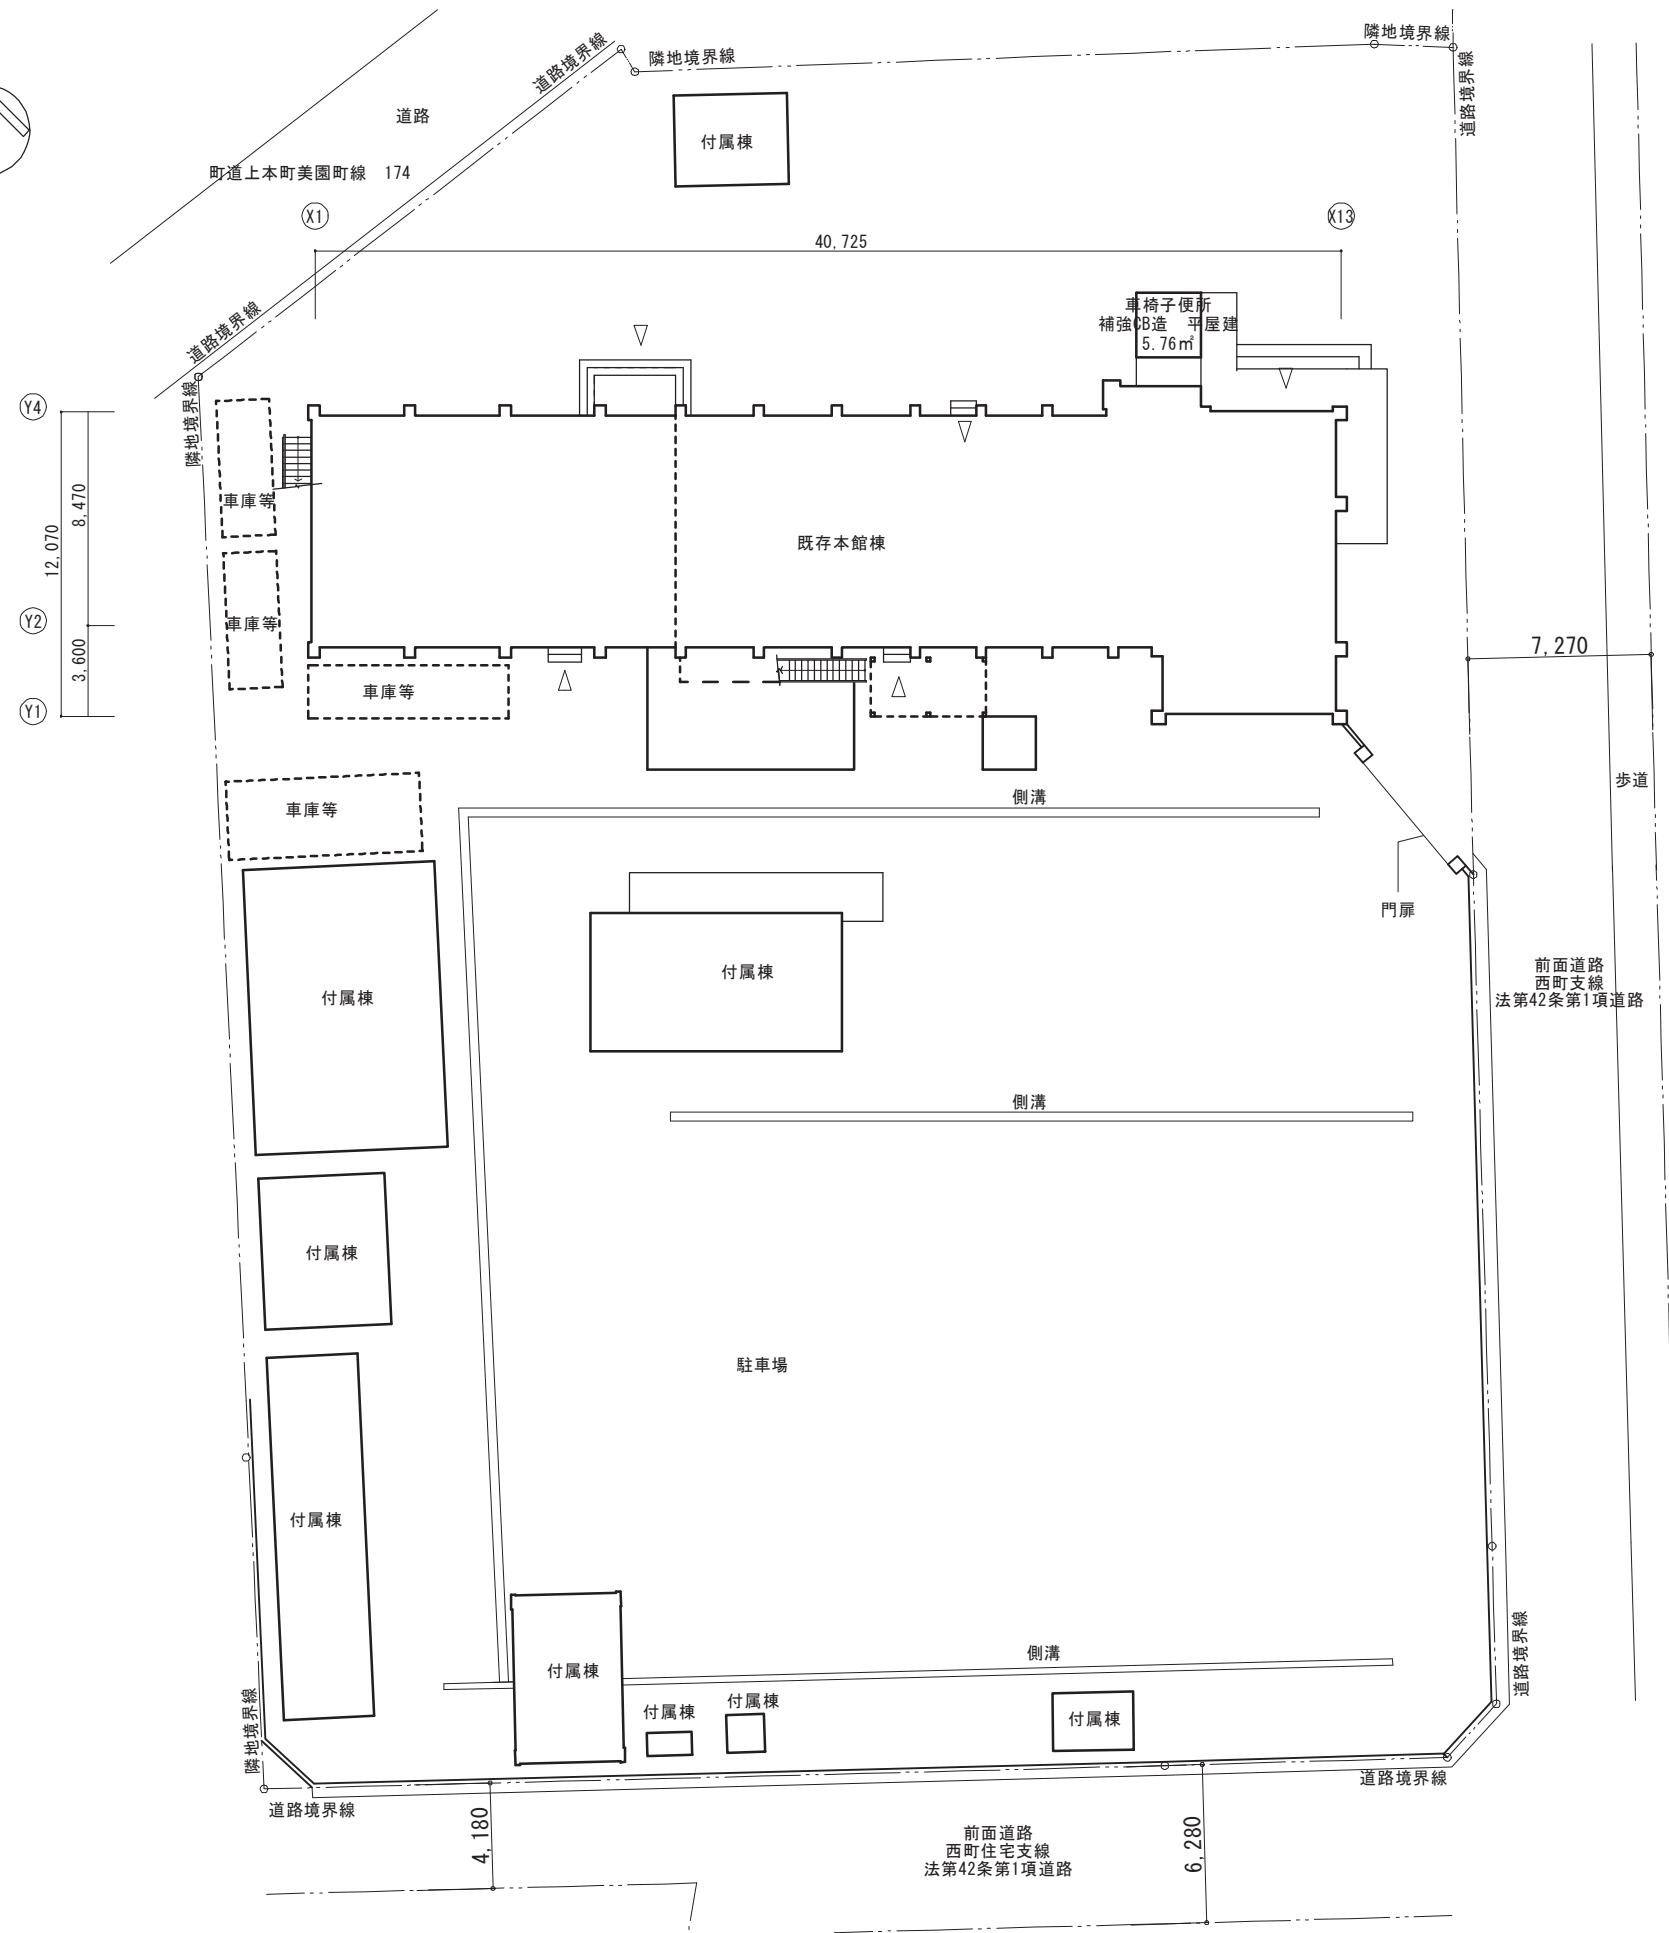 隣地境界線
道路境界線
隣地境界線
道路境界線
道路
付属棟
町道上本町美園町線 174
X1
X13
40,725
車椅子便所
補強CB造 平屋建
5.76㎡
道路境界線
隣地境界線
Y4
8,470
車庫等
12,070
既存本館棟
Y2
車庫等
3,600
7,270
車庫等
Y1
歩道
側溝
車庫等
門扉
前面道路
西町支線
法第42条第1項道路
付属棟
付属棟
側溝
付属棟
駐車場
付属棟
側溝
道路境界線
付属棟
付属棟
付属棟
付属棟
隣地境界線
道路境界線
道路境界線
4,180
前面道路
西町住宅支線
法第42条第1項道路
6,280